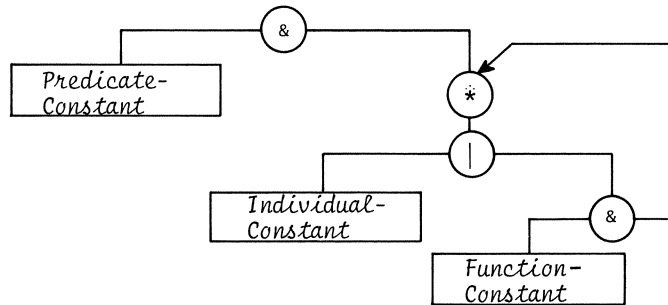 &
Predicate-
Constant
*
|
Individual-
Constant
&
Function-
Constant